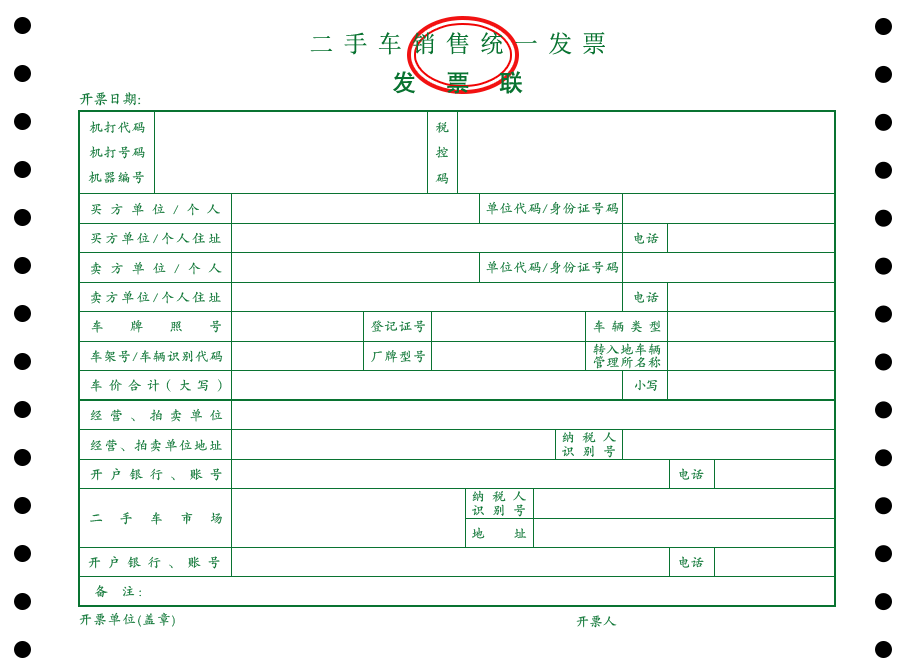 二手车销售统一发票
发票联
开票日期:
机打代码
机打号码
机器编号
税
控
码
买方单位/个人
单位代码/身份证号码
买方单位/个人住址
电话
卖方单位/个人
单位代码/身份证号码
卖方单位/个人住址
电话
车牌照号
登记证号
车辆类型
车架号/车辆识别代码
厂牌型号
转入地车辆
管理所名称
车价合计(大写)
小写
经营、拍卖单位
经营、拍卖单位地址
纳税人
识别号
开户银行、账号
电话
二手车市场
纳税人
识别号
地址
开户银行、账号
电话
备注:
开票单位(盖章)
开票人